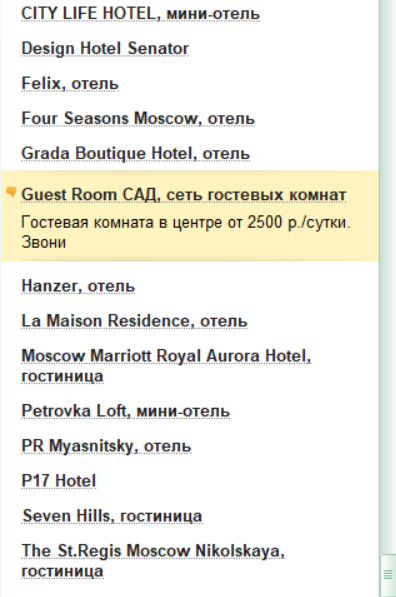 CITY LIFE HOTEL, мини-отель
Design Hotel Senator
Felix, отель
Four Seasons Moscow, отель
Grada Boutique Hotel, отель
Guest Room САД, сеть гостевых комнат
Гостевая комната в центре от 2500 р./сутки.
Звони
Hanzer, отель
La Maison Residence, отель
Moscow Marriott Royal Aurora Hotel,
гостиница
Petrovka Loft, мини-отель
PR Myasnitsky, отель
P17 Hotel
Seven Hills, гостиница
The St.Regis Moscow Nikolskaya,
гостиница